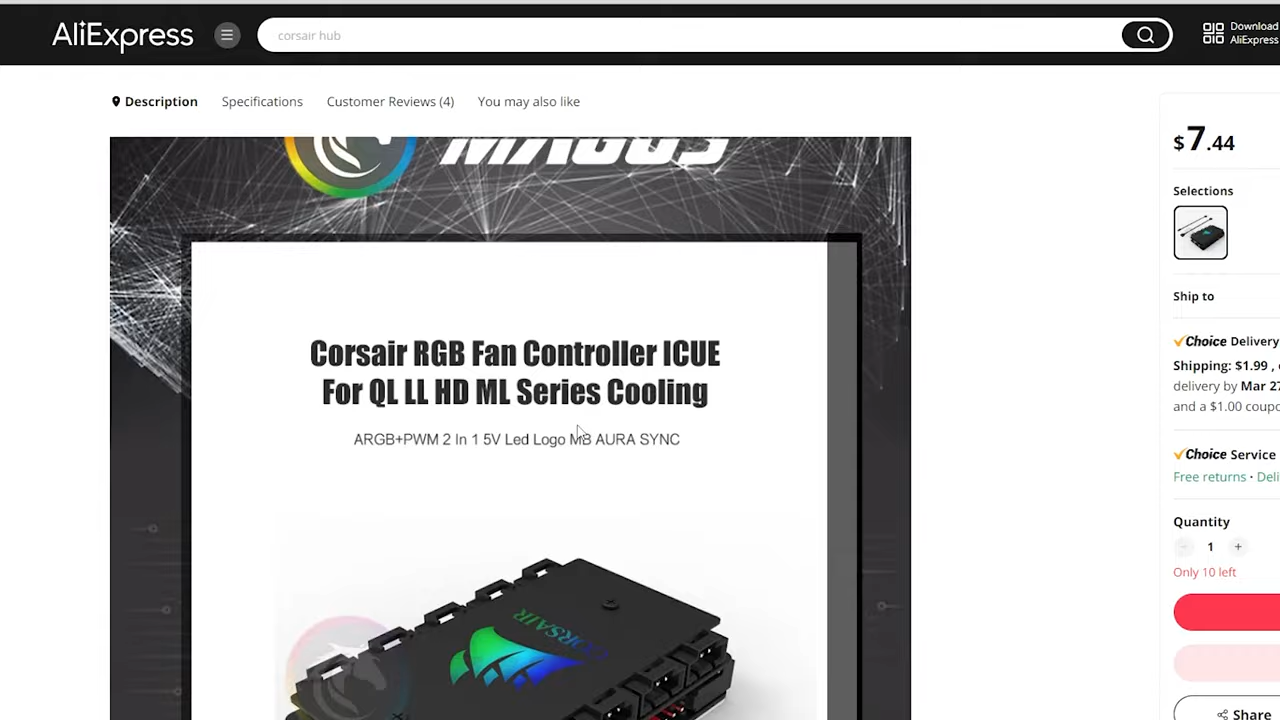 AliExpress
corsair hub
Download
AliExpress
Description
Specifications
Customer Reviews (4)
You may also like
MAGUS
Corsair RGB Fan Controller ICUE
For QL LL HD ML Series Cooling
ARGB+PWM 2 In 1 5V Led Logo MB AURA SYNC
CORSAIR
$7.44
Selections
Ship to
Choice Delivery
Shipping: $1.99 ,
delivery by Mar 27
and a $1.00 coupo
Choice Service
Free returns · Deli
Quantity
- 1 +
Only 10 left
Share